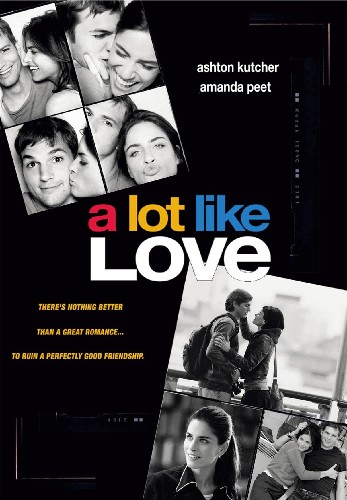 ashton kutcher
amanda peet
a lot like
LOVE
THERE'S NOTHING BETTER
THAN A GREAT ROMANCE...
TO RUIN A PERFECTLY GOOD FRIENDSHIP.